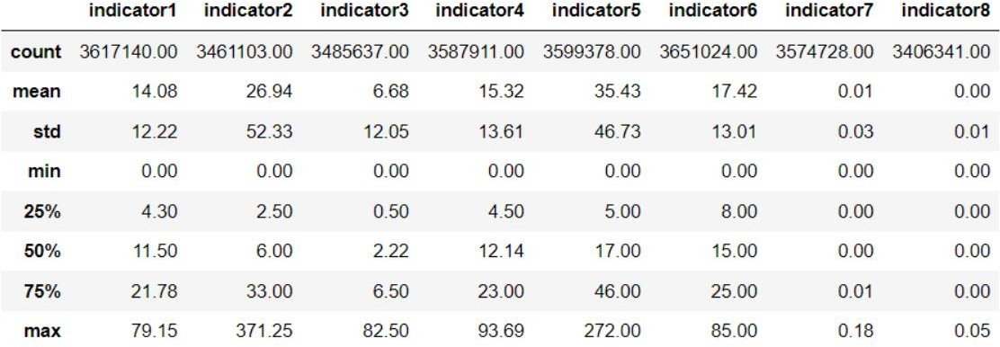 indicator1 indicator2 indicator3 indicator4 indicator5 indicator6 indicator7 indicator8
count 3617140.00 3461103.00 3485637.00 3587911.00 3599378.00 3651024.00 3574728.00 3406341.00
mean 14.08 26.94 6.68 15.32 35.43 17.42 0.01 0.00
std 12.22 52.33 12.05 13.61 46.73 13.01 0.03 0.01
min 0.00 0.00 0.00 0.00 0.00 0.00 0.00 0.00
25% 4.30 2.50 0.50 4.50 5.00 8.00 0.00 0.00
50% 11.50 6.00 2.22 12.14 17.00 15.00 0.00 0.00
75% 21.78 33.00 6.50 23.00 46.00 25.00 0.01 0.00
max 79.15 371.25 82.50 93.69 272.00 85.00 0.18 0.05